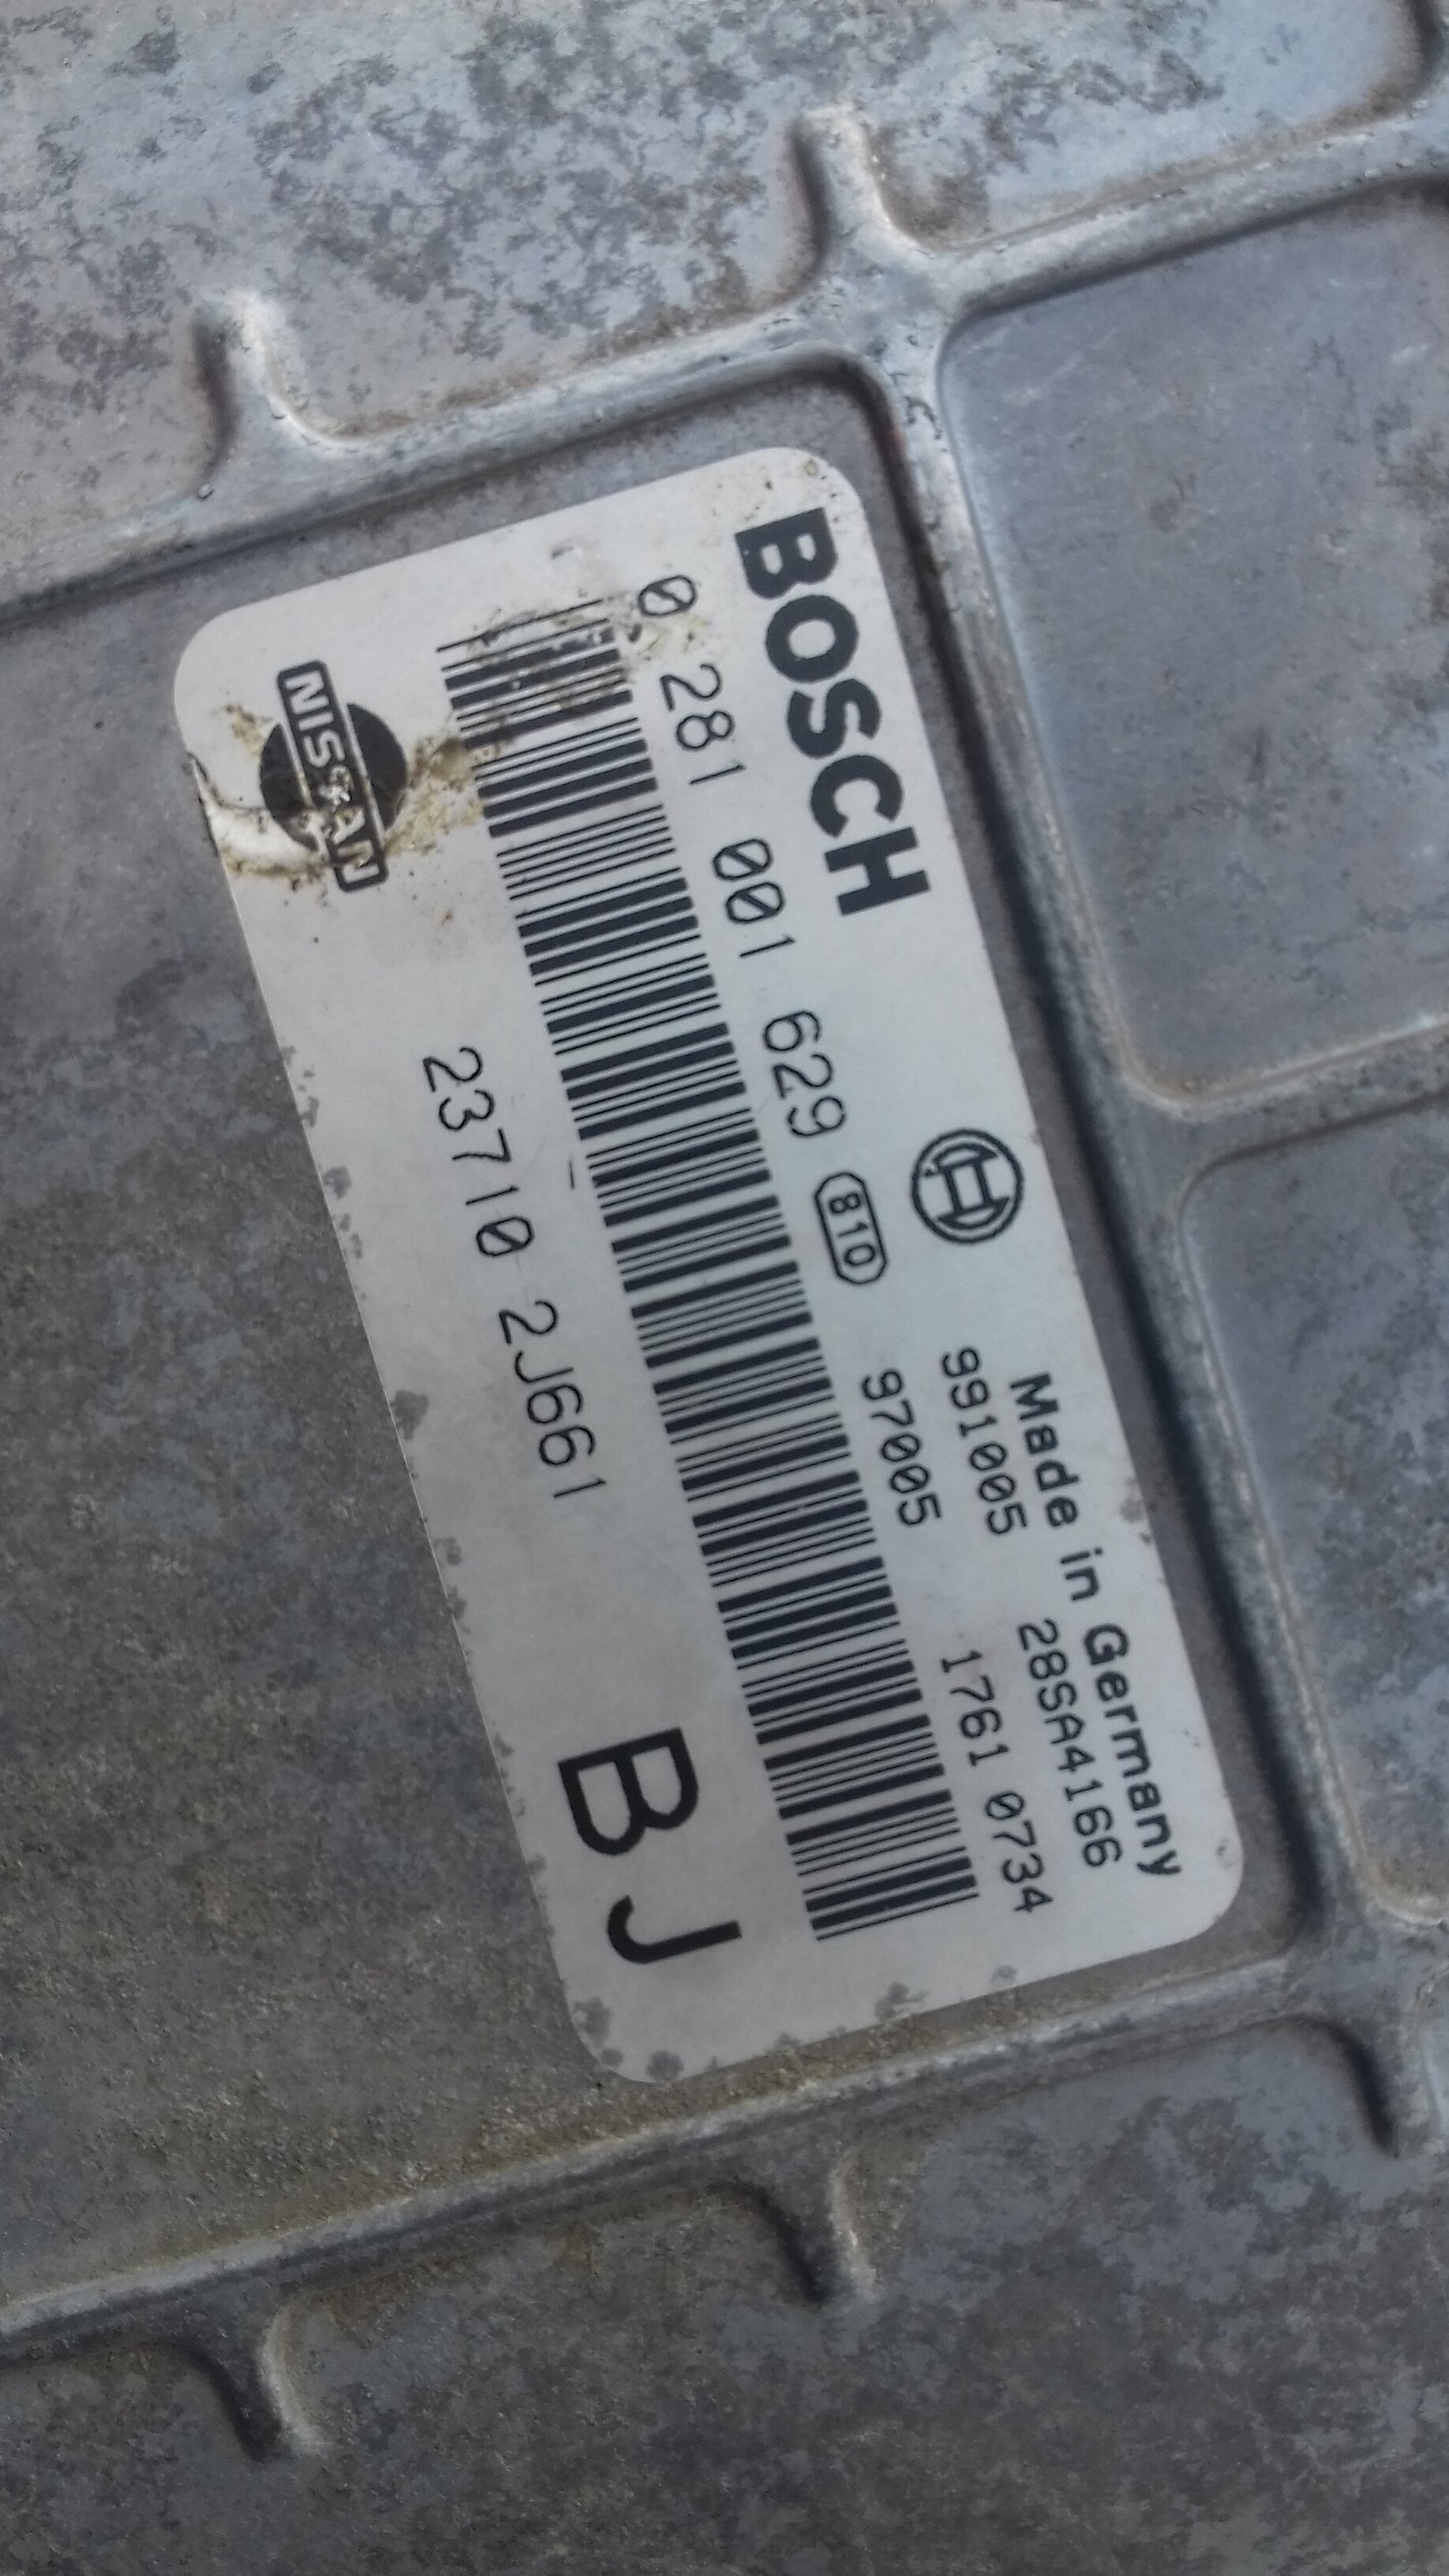 BOSCH
Made in Germany
991005 28SA4166
0 281 001 629 810 97005 1761 0734
23710 2J661
NISSAN
BJ